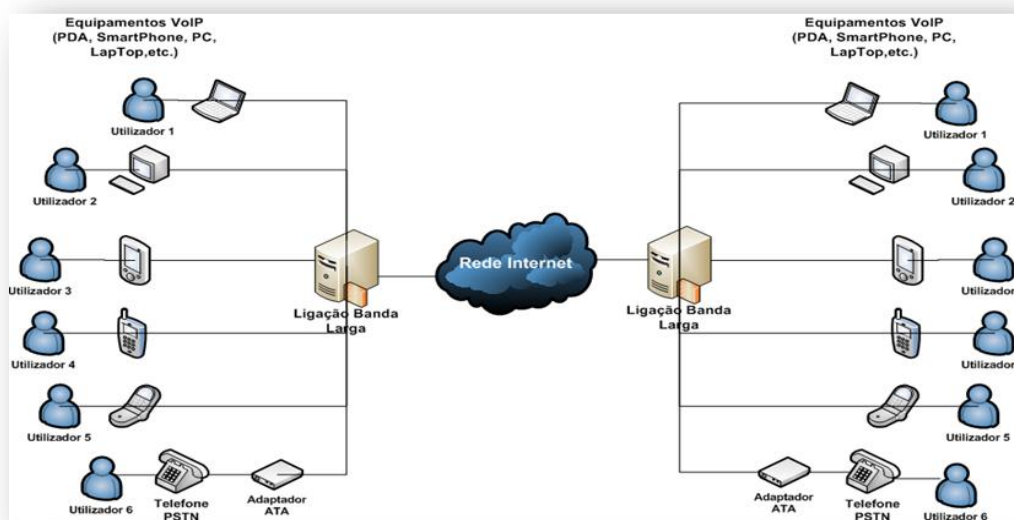 Equipamentos VoIP
(PDA, SmartPhone, PC,
LapTop,etc.)
Utilizador 1
Utilizador 2
Utilizador 3
Utilizador 4
Utilizador 5
Utilizador 6
Telefone
PSTN
Adaptador
ATA
Ligação Banda
Larga
Rede Internet
Equipamentos VoIP
(PDA, SmartPhone, PC,
LapTop,etc.)
Utilizador 1
Utilizador 2
Utilizador
Utilizador
Utilizador 5
Utilizador 6
Ligação Banda
Larga
Adaptador
ATA
Telefone
PSTN